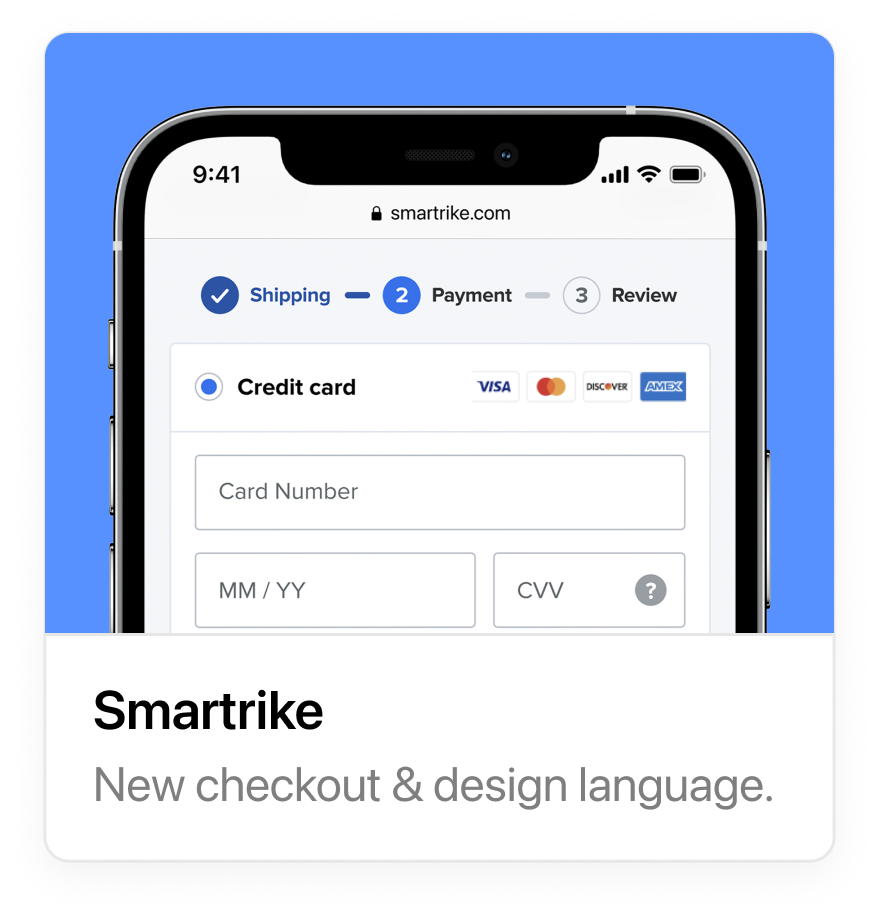 9:41
smartrike.com
Shipping 2 Payment 3 Review
Credit card VISA DISCOVER AMEX
Card Number
MM / YY CVV ?
Smartrike
New checkout & design language.